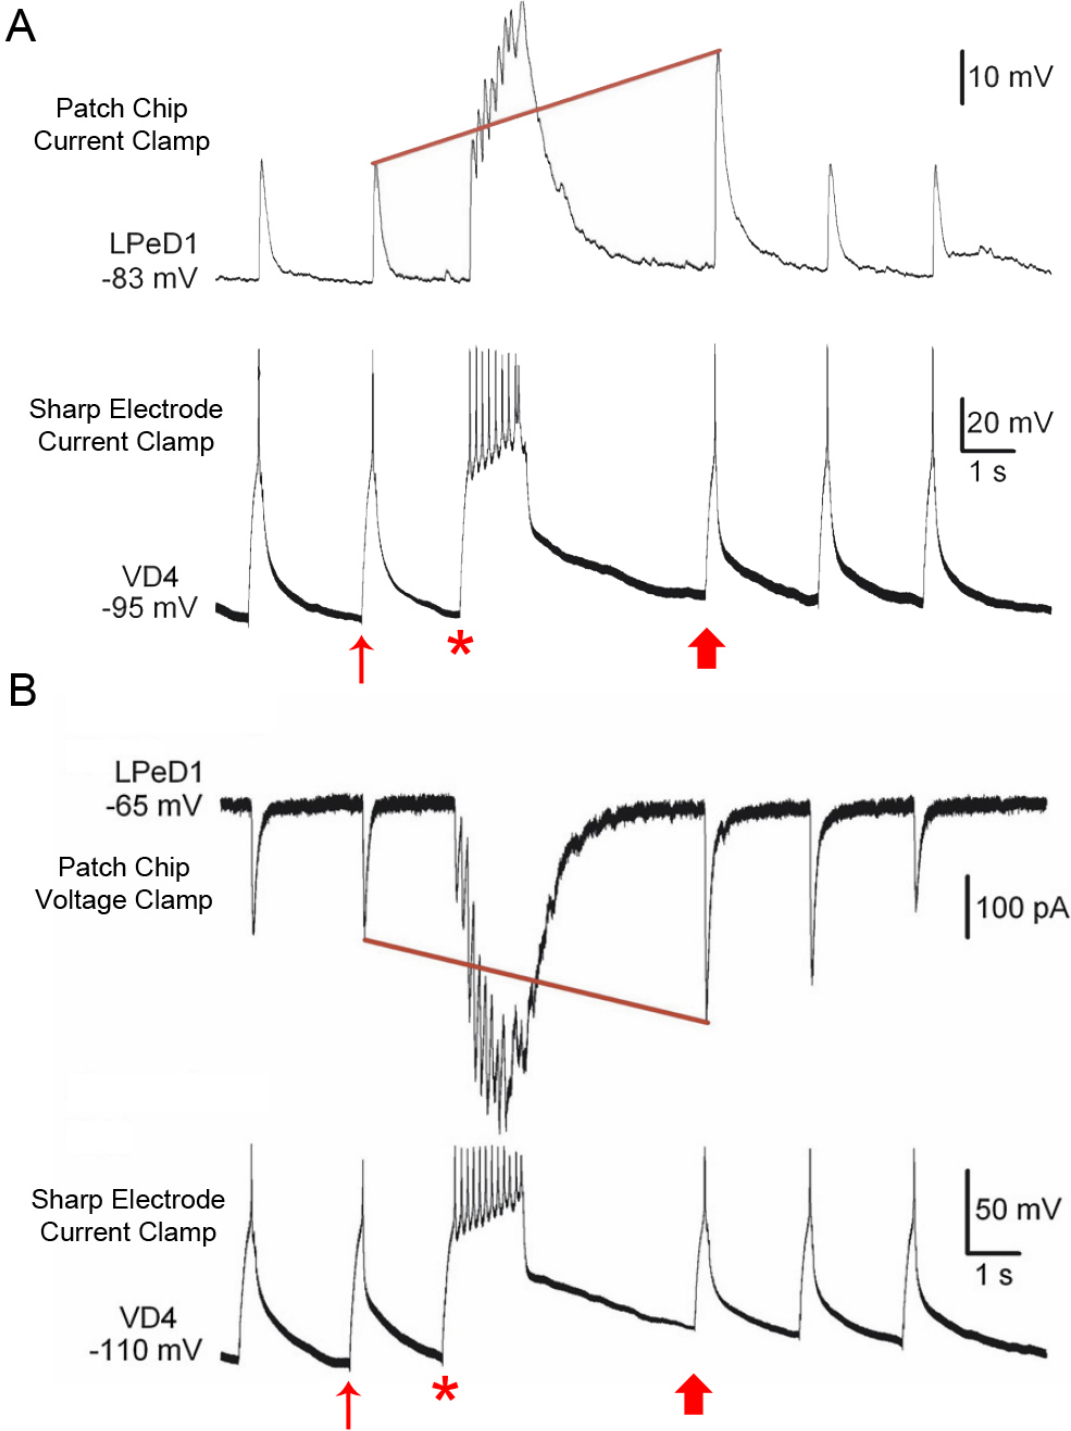 A
Patch Chip
Current Clamp
10 mV
LPeD1
-83 mV
Sharp Electrode
Current Clamp
20 mV
1 s
VD4
-95 mV
*
B
LPeD1
-65 mV
Patch Chip
Voltage Clamp
100 pA
Sharp Electrode
Current Clamp
50 mV
1 s
VD4
-110 mV
*